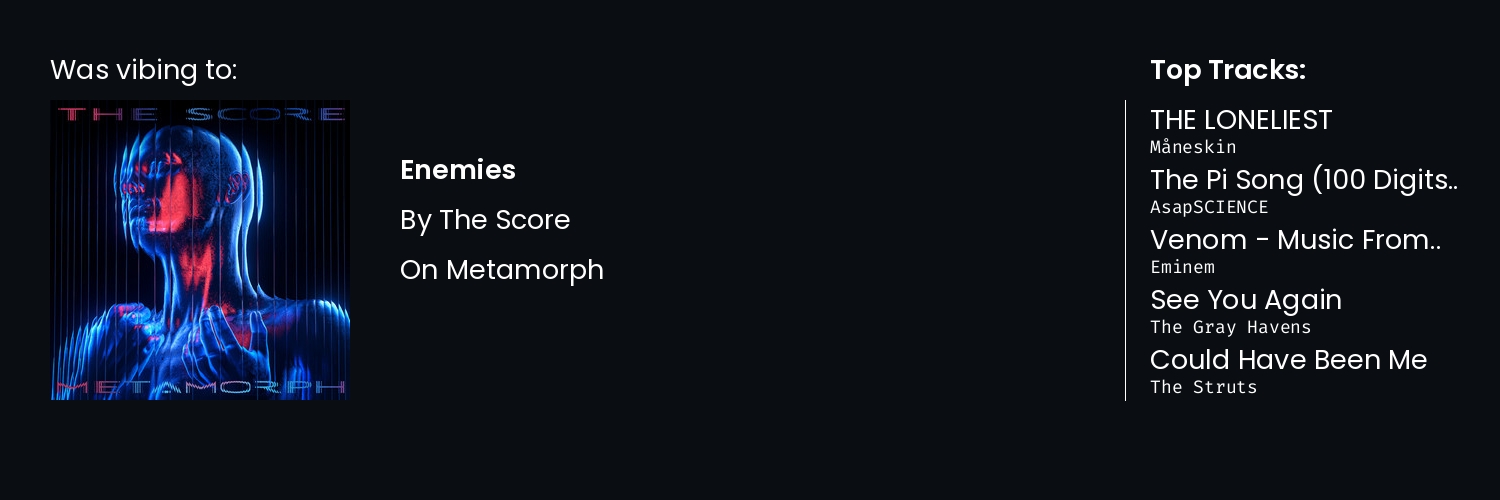 Was vibing to:
THE SCORE
METAMORPH
Enemies
By The Score
On Metamorph
Top Tracks:
THE LONELIEST
Måneskin
The Pi Song (100 Digits..
AsapSCIENCE
Venom - Music From..
Eminem
See You Again
The Gray Havens
Could Have Been Me
The Struts